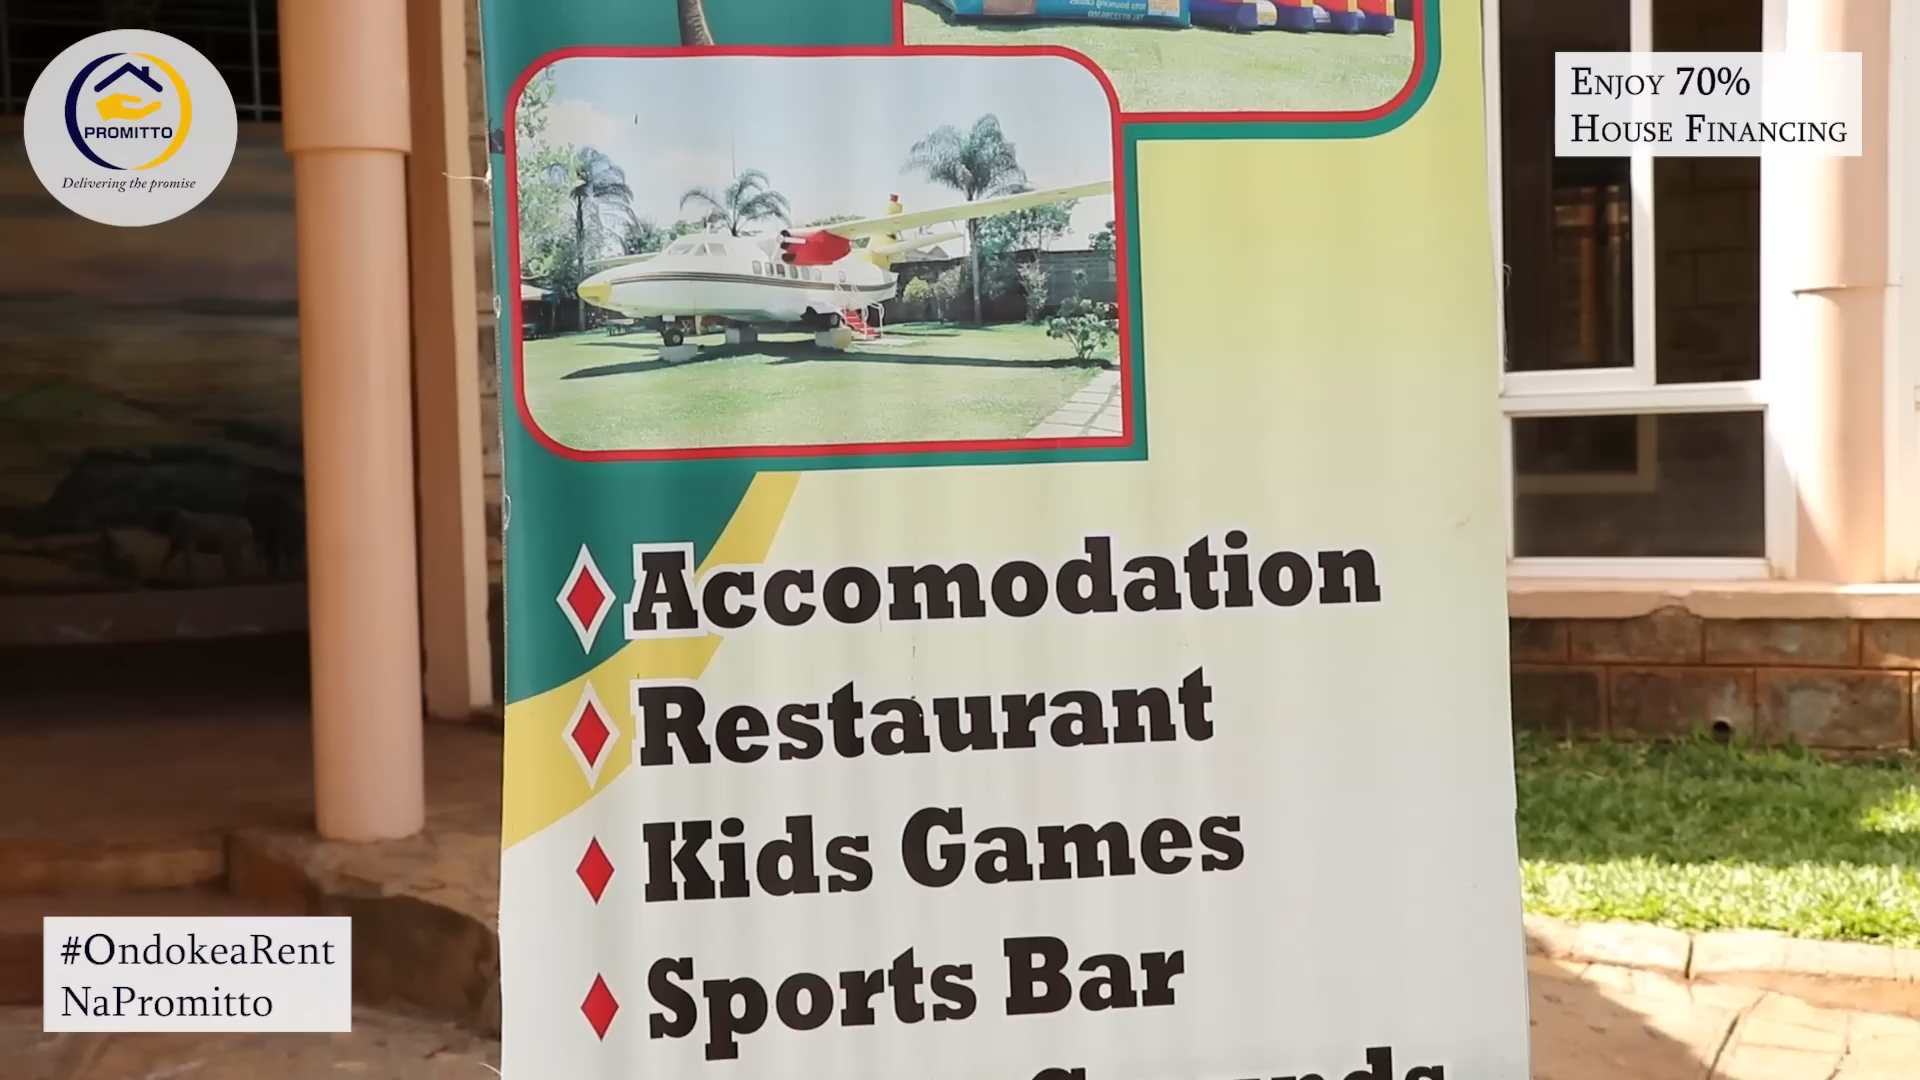 PROMITTO
Delivering the promise
ENJOY 70%
HOUSE FINANCING
Accomodation
Restaurant
Kids Games
Sports Bar
#OndokeaRent
NaPromitto